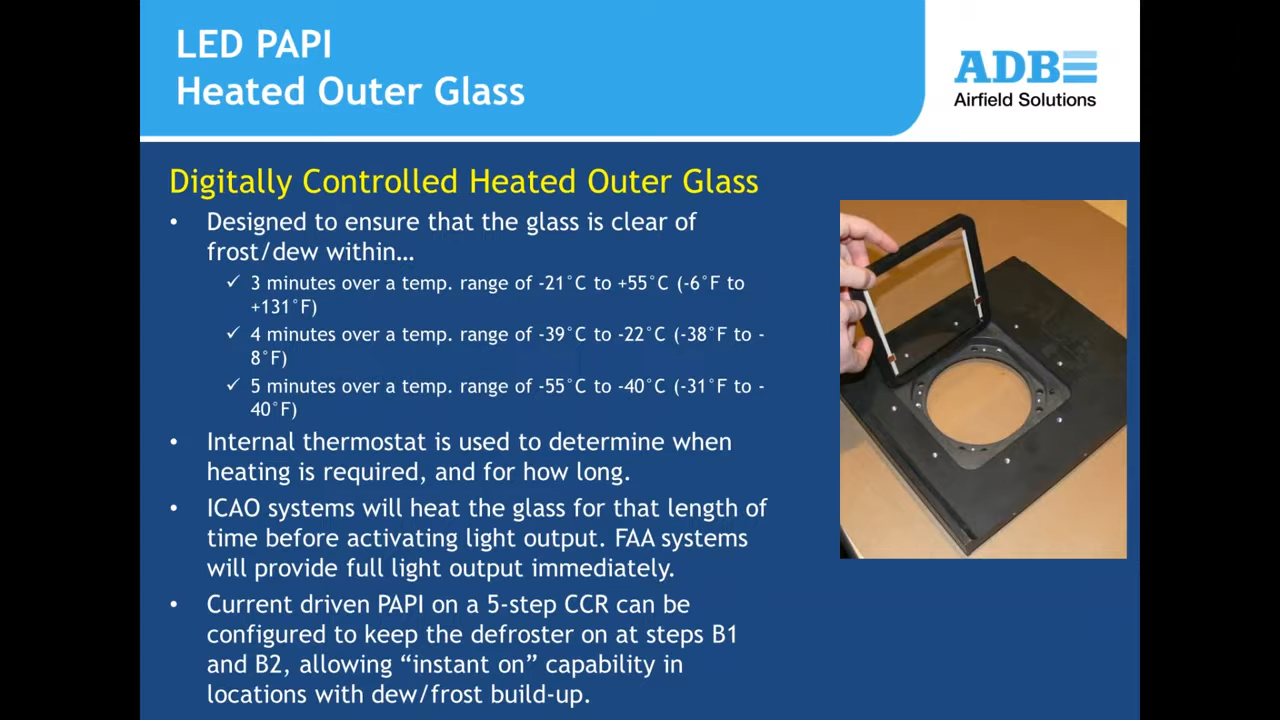 LED PAPI
Heated Outer Glass
ADB
Airfield Solutions
Digitally Controlled Heated Outer Glass
• Designed to ensure that the glass is clear of
frost/dew within…
✓ 3 minutes over a temp. range of -21°C to +55°C (-6°F to
+131°F)
✓ 4 minutes over a temp. range of -39°C to -22°C (-38°F to -
8°F)
✓ 5 minutes over a temp. range of -55°C to -40°C (-31°F to -
40°F)
• Internal thermostat is used to determine when
heating is required, and for how long.
• ICAO systems will heat the glass for that length of
time before activating light output. FAA systems
will provide full light output immediately.
• Current driven PAPI on a 5-step CCR can be
configured to keep the defroster on at steps B1
and B2, allowing “instant on” capability in
locations with dew/frost build-up.